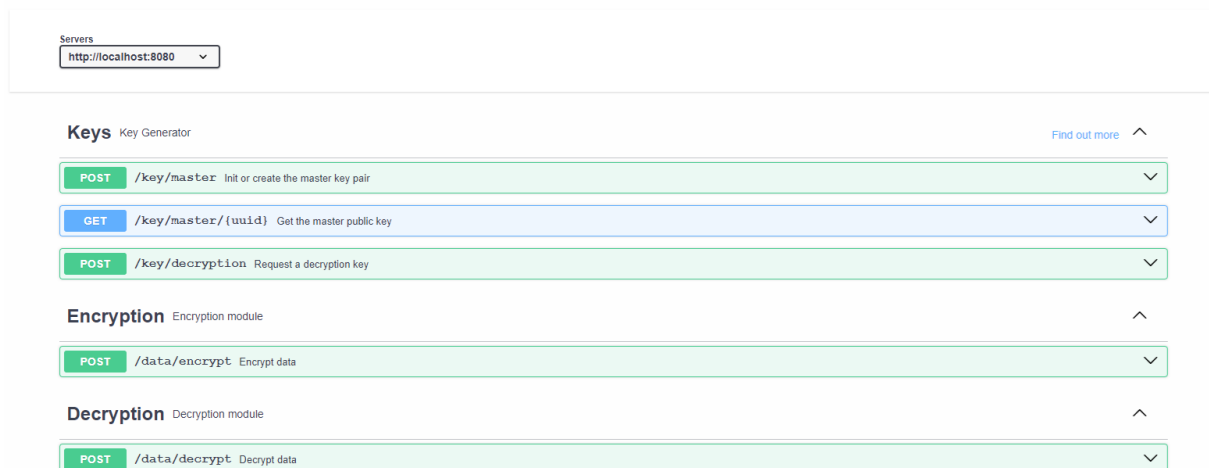 Servers
http://localhost:8080
Keys Key Generator Find out more
POST /key/master Init or create the master key pair
GET /key/master/{uuid} Get the master public key
POST /key/decryption Request a decryption key
Encryption Encryption module
POST /data/encrypt Encrypt data
Decryption Decryption module
POST /data/decrypt Decrypt data